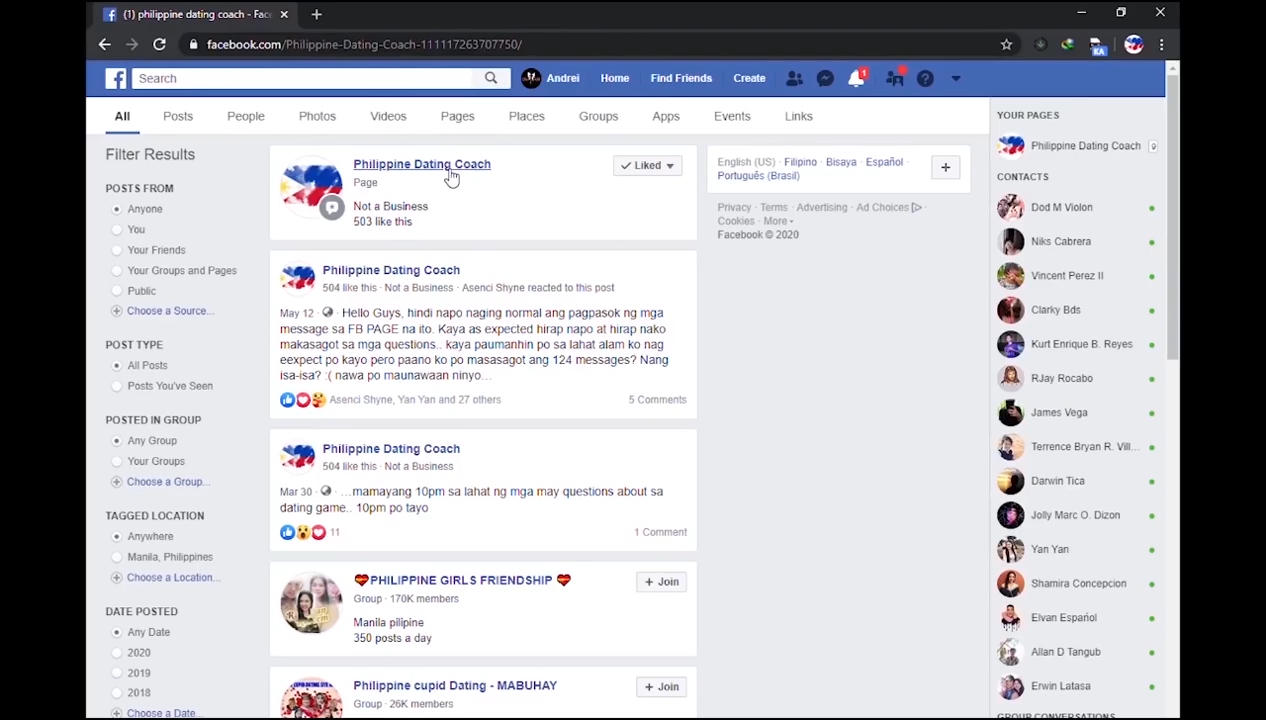 (1) philippine dating coach - Fac
facebook.com/Philippine-Dating-Coach-111117263707750/
KA
Search
Andrei
Home
Find Friends
Create
1
All
Posts
People
Photos
Videos
Pages
Places
Groups
Apps
Events
Links
Filter Results
POSTS FROM
Anyone
You
Your Friends
Your Groups and Pages
Public
Choose a Source...
POST TYPE
All Posts
Posts You've Seen
POSTED IN GROUP
Any Group
Your Groups
Choose a Group...
TAGGED LOCATION
Anywhere
Manila, Philippines
Choose a Location...
DATE POSTED
Any Date
2020
2019
2018
Choose a Date...
Philippine Dating Coach
Page
Not a Business
503 like this
Liked
Philippine Dating Coach
504 like this · Not a Business · Asenci Shyne reacted to this post
May 12 · Hello Guys, hindi napo naging normal ang pagpasok ng mga
message sa FB PAGE na ito. Kaya as expected hirap napo at hirap nako
makasagot sa mga questions.. kaya paumanhin po sa lahat alam ko nag
eexpect po kayo pero paano ko po masasagot ang 124 messages? Nang
isa-isa? :( nawa po maunawaan ninyo...
Asenci Shyne, Yan Yan and 27 others
5 Comments
Philippine Dating Coach
504 like this · Not a Business
Mar 30 · ...mamayang 10pm sa lahat ng mga may questions about sa
dating game.. 10pm po tayo
11
1 Comment
PHILIPPINE GIRLS FRIENDSHIP
Group · 170K members
Manila pilipine
350 posts a day
+ Join
Philippine cupid Dating - MABUHAY
Group · 26K members
+ Join
English (US) · Filipino · Bisaya · Español ·
Português (Brasil)
Privacy · Terms · Advertising · Ad Choices ·
Cookies · More
Facebook © 2020
YOUR PAGES
Philippine Dating Coach
CONTACTS
Dod M Violon
Niks Cabrera
Vincent Perez II
Clarky Bds
Kurt Enrique B. Reyes
RJay Rocabo
James Vega
Terrence Bryan R. Vill...
Darwin Tica
Jolly Marc O. Dizon
Yan Yan
Shamira Concepcion
Elvan Español
Allan D Tangub
Erwin Latasa
GROUP CONVERSATIONS